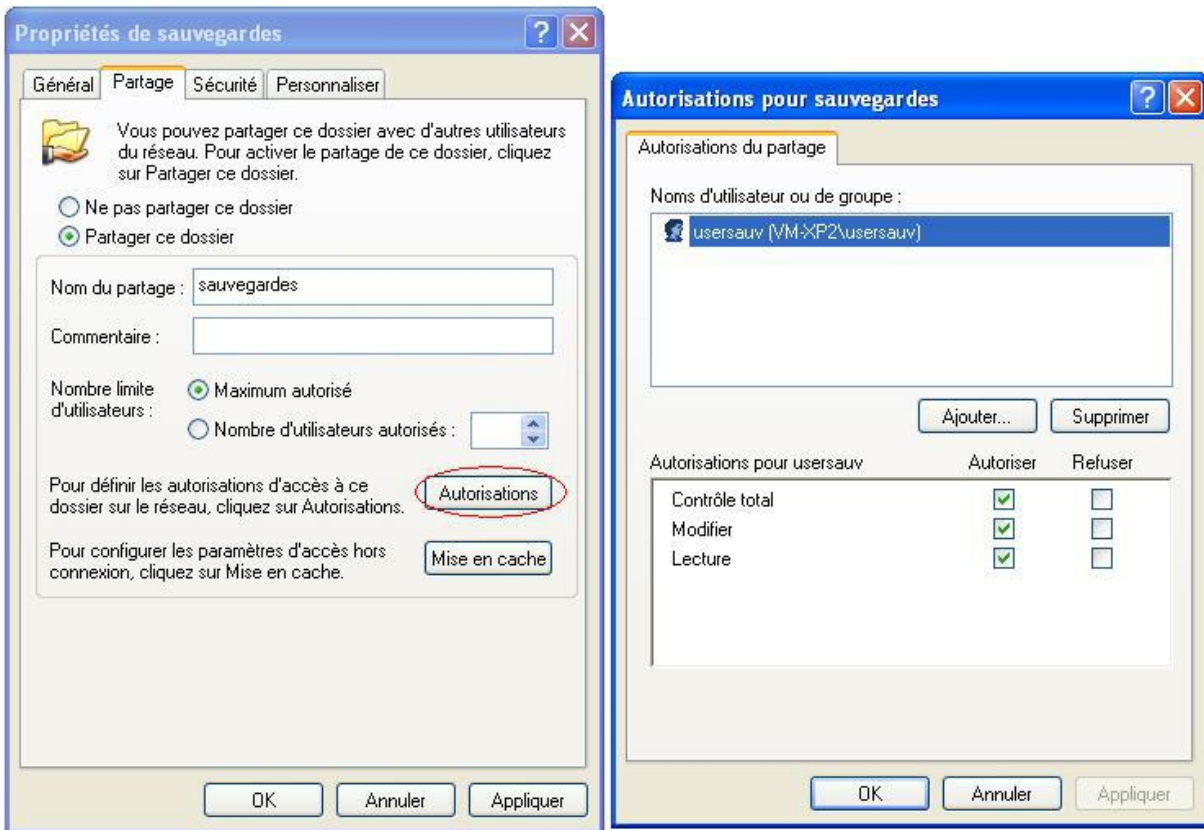 Propriétés de sauvegardes
Général Partage Sécurité Personnaliser
Vous pouvez partager ce dossier avec d'autres utilisateurs
du réseau. Pour activer le partage de ce dossier, cliquez
sur Partager ce dossier.
Ne pas partager ce dossier
Partager ce dossier
Nom du partage : sauvegardes
Commentaire :
Nombre limite
d'utilisateurs :
Maximum autorisé
Nombre d'utilisateurs autorisés :
Pour définir les autorisations d'accès à ce
dossier sur le réseau, cliquez sur Autorisations.
Autorisations
Pour configurer les paramètres d'accès hors
connexion, cliquez sur Mise en cache.
Mise en cache
OK Annuler Appliquer
Autorisations pour sauvegardes
Autorisations du partage
Noms d'utilisateur ou de groupe :
usersauv (VM-XP2\usersauv)
Ajouter... Supprimer
Autorisations pour usersauv Autoriser Refuser
Contrôle total
Modifier
Lecture
OK Annuler Appliquer